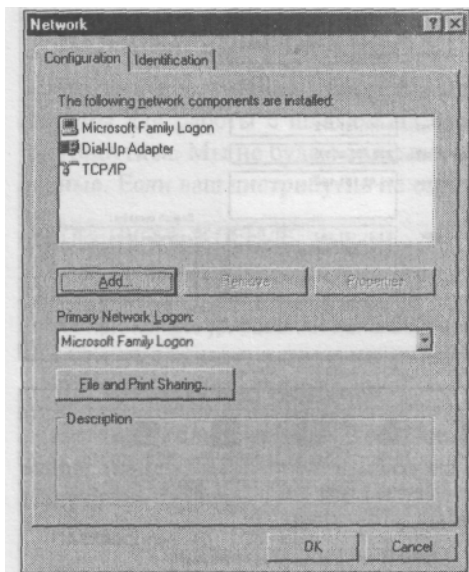 Network
Configuration Identification
The following network components are installed:
Microsoft Family Logon
Dial-Up Adapter
TCP/IP
Add... Remove Properties
Primary Network Logon:
Microsoft Family Logon
File and Print Sharing...
Description
OK Cancel